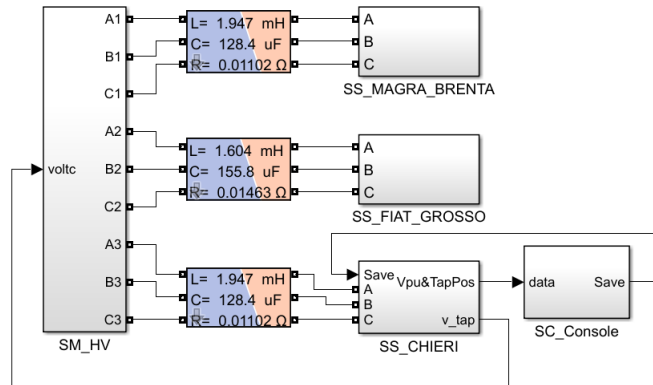 A1
B1
C1
A2
B2
C2
A3
B3
C3
voltc
SM_HV
L= 1.947 mH
C= 128.4 uF
R= 0.01102 Ω
A
B
C
SS_MAGRA_BRENTA
L= 1.604 mH
C= 155.8 uF
R= 0.01463 Ω
A
B
C
SS_FIAT_GROSSO
L= 1.947 mH
C= 128.4 uF
R= 0.01102 Ω
Save
Vpu&TapPos
A
B
C
v_tap
SS_CHIERI
data
Save
SC_Console